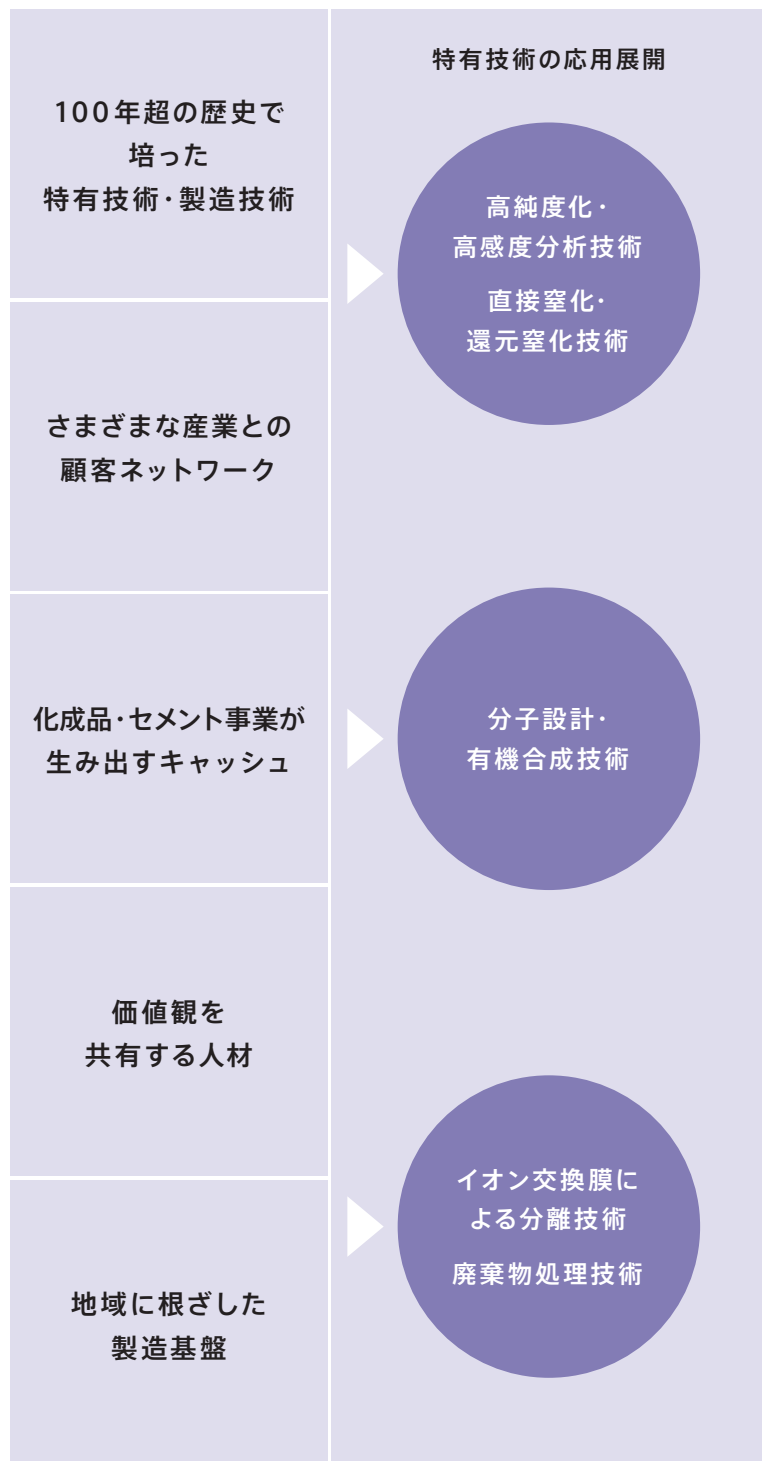 100年超の歴史で
培った
特有技術・製造技術
さまざまな産業との
顧客ネットワーク
化成品・セメント事業が
生み出すキャッシュ
価値観を
共有する人材
地域に根ざした
製造基盤
特有技術の応用展開
高純度化・
高感度分析技術
直接窒化・
還元窒化技術
分子設計・
有機合成技術
イオン交換膜に
よる分離技術
廃棄物処理技術